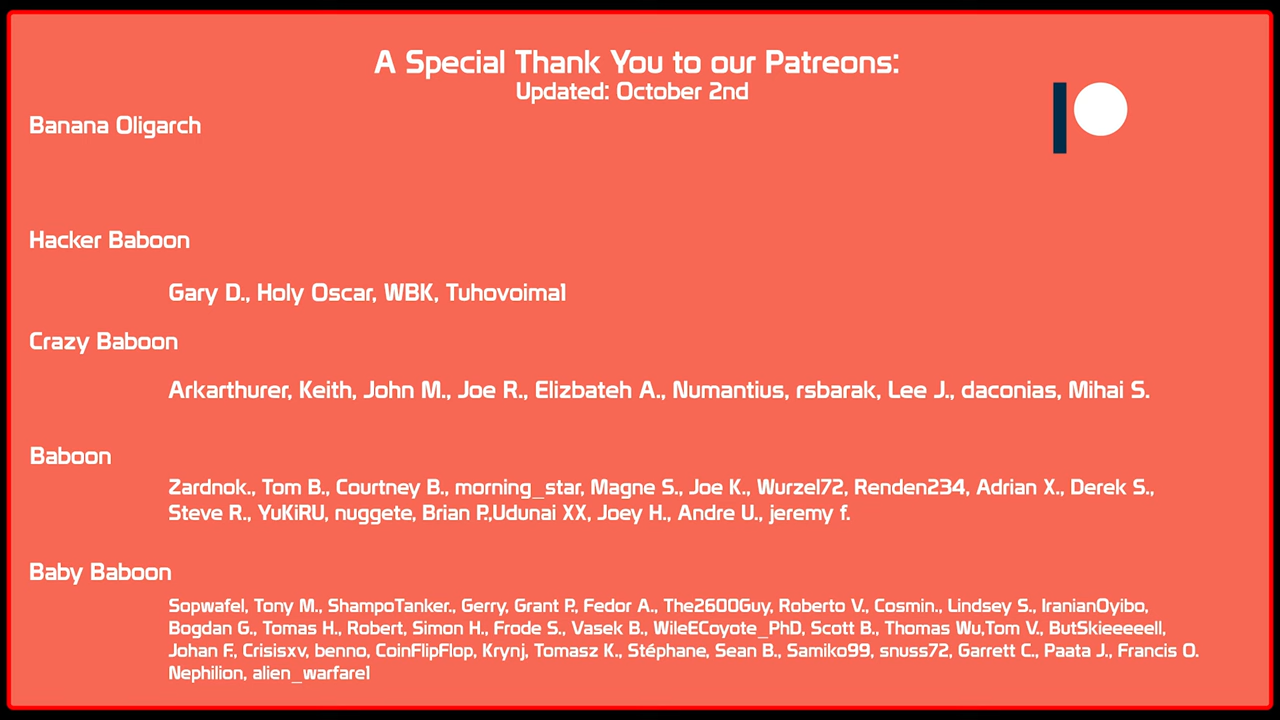 A Special Thank You to our Patreons:
Updated: October 2nd
Banana Oligarch
Hacker Baboon
Gary D., Holy Oscar, WBK, Tuhovoima1
Crazy Baboon
Arkarthurer, Keith, John M., Joe R., Elizbateh A., Numantius, rsbarak, Lee J., daconias, Mihai S.
Baboon
Zardnok., Tom B., Courtney B., morning_star, Magne S., Joe K., Wurzel72, Renden234, Adrian X., Derek S.,
Steve R., YuKiRU, nuggete, Brian P.,Udunai XX, Joey H., Andre U., jeremy f.
Baby Baboon
Sopwafel, Tony M., ShampoTanker., Gerry, Grant P., Fedor A., The2600Guy, Roberto V., Cosmin., Lindsey S., IranianOyibo,
Bogdan G., Tomas H., Robert, Simon H., Frode S., Vasek B., WileECoyote_PhD, Scott B., Thomas Wu,Tom V., ButSkieeeeell,
Johan F., Crisisxv, benno, CoinFlipFlop, Krynj, Tomasz K., Stéphane, Sean B., Samiko99, snuss72, Garrett C., Paata J., Francis O.
Nephilion, alien_warfare1